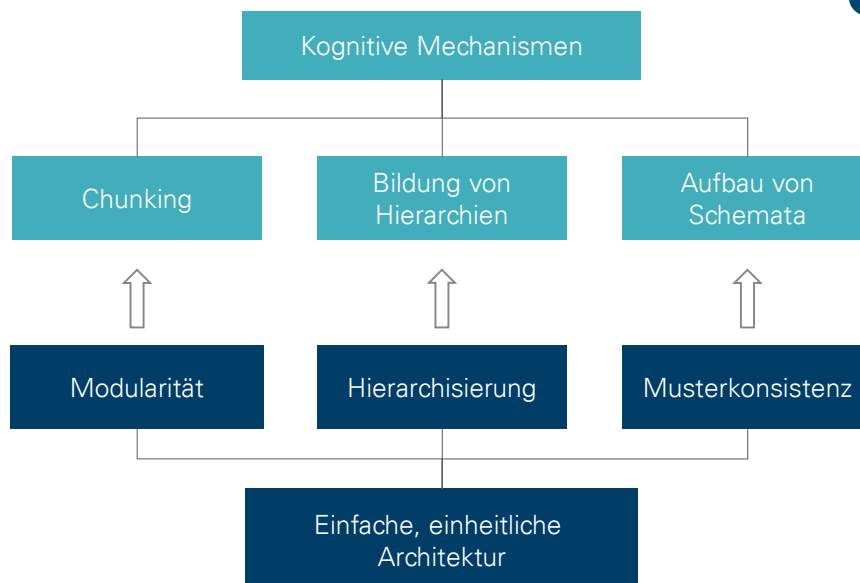 Kognitive Mechanismen
Chunking
Bildung von
Hierarchien
Aufbau von
Schemata
Modularität
Hierarchisierung
Musterkonsistenz
Einfache, einheitliche
Architektur